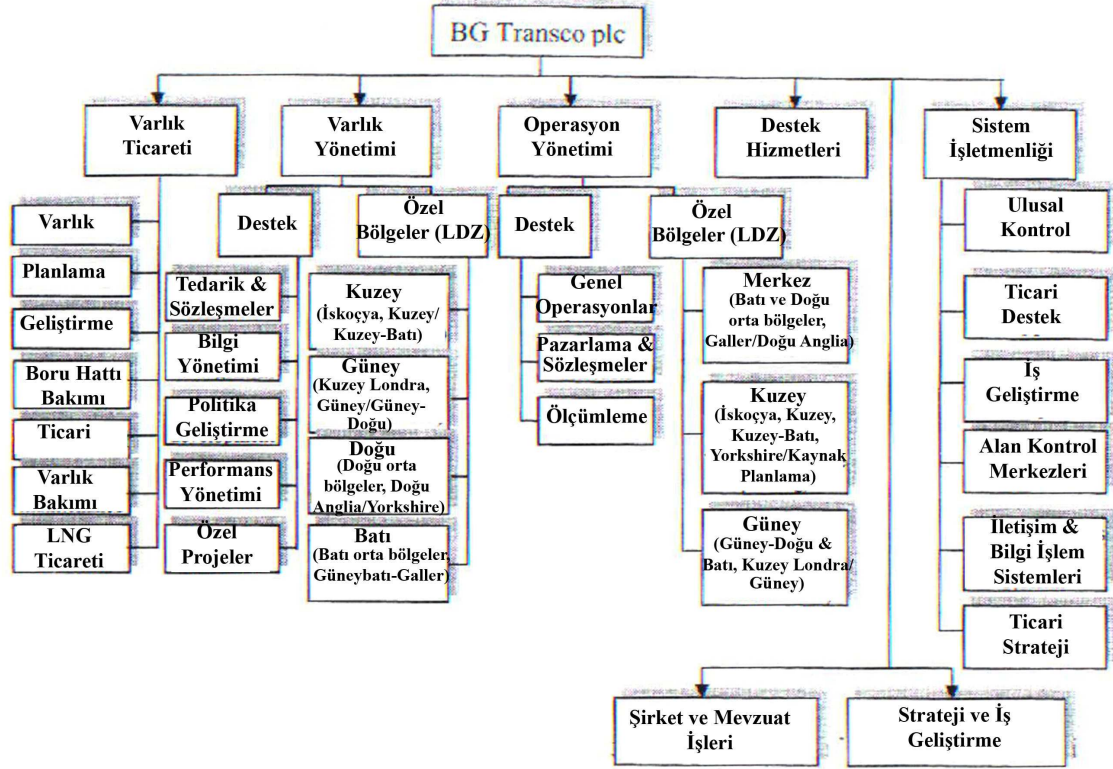 BG Transco plc
Varlık
Ticareti
Varlık
Yönetimi
Operasyon
Yönetimi
Destek
Hizmetleri
Sistem
İşletmenliği
Varlık
Planlama
Geliştirme
Boru Hattı
Bakımı
Ticari
Varlık
Bakımı
LNG
Ticareti
Destek
Özel
Bölgeler (LDZ)
Tedarik &
Sözleşmeler
Bilgi
Yönetimi
Politika
Geliştirme
Performans
Yönetimi
Özel
Projeler
Kuzey
(İskoçya, Kuzey/
Kuzey-Batı)
Güney
(Kuzey Londra,
Güney/Güney-
Doğu)
Doğu
(Doğu orta
bölgeler, Doğu
Anglia/Yorkshire)
Batı
(Batı orta bölgeler,
Güneybatı-Galler)
Destek
Özel
Bölgeler (LDZ)
Genel
Operasyonlar
Pazarlama &
Sözleşmeler
Ölçümleme
Merkez
(Batı ve Doğu
orta bölgeler,
Galler/Doğu Anglia)
Kuzey
(İskoçya, Kuzey,
Kuzey-Batı,
Yorkshire/Kaynak
Planlama)
Güney
(Güney-Doğu &
Batı, Kuzey Londra/
Güney)
Ulusal
Kontrol
Ticari
Destek
İş
Geliştirme
Alan Kontrol
Merkezleri
İletişim &
Bilgi İşlem
Sistemleri
Ticari
Strateji
Şirket ve Mevzuat
İşleri
Strateji ve İş
Geliştirme